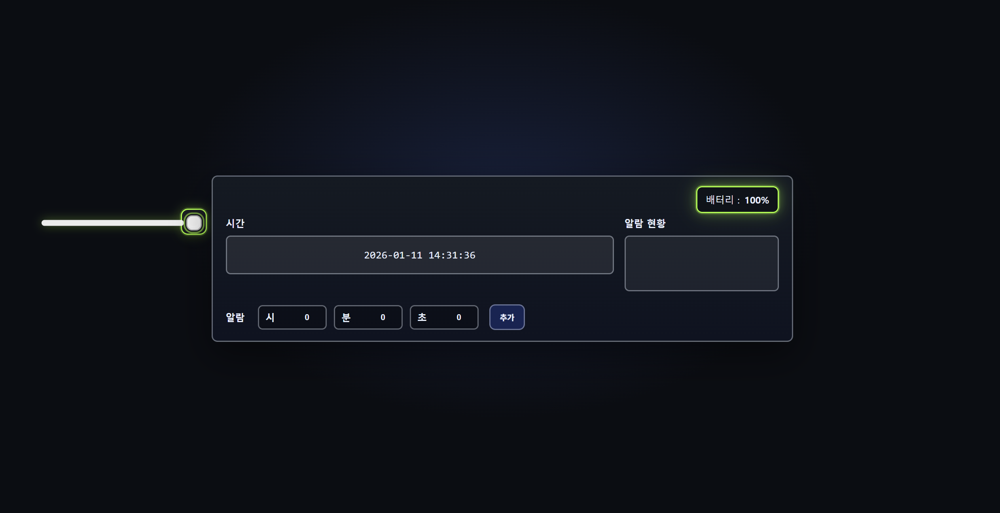 배터리 : 100%
시간
알람 현황
2026-01-11 14:31:36
알람 시 0 분 0 초 0 추가